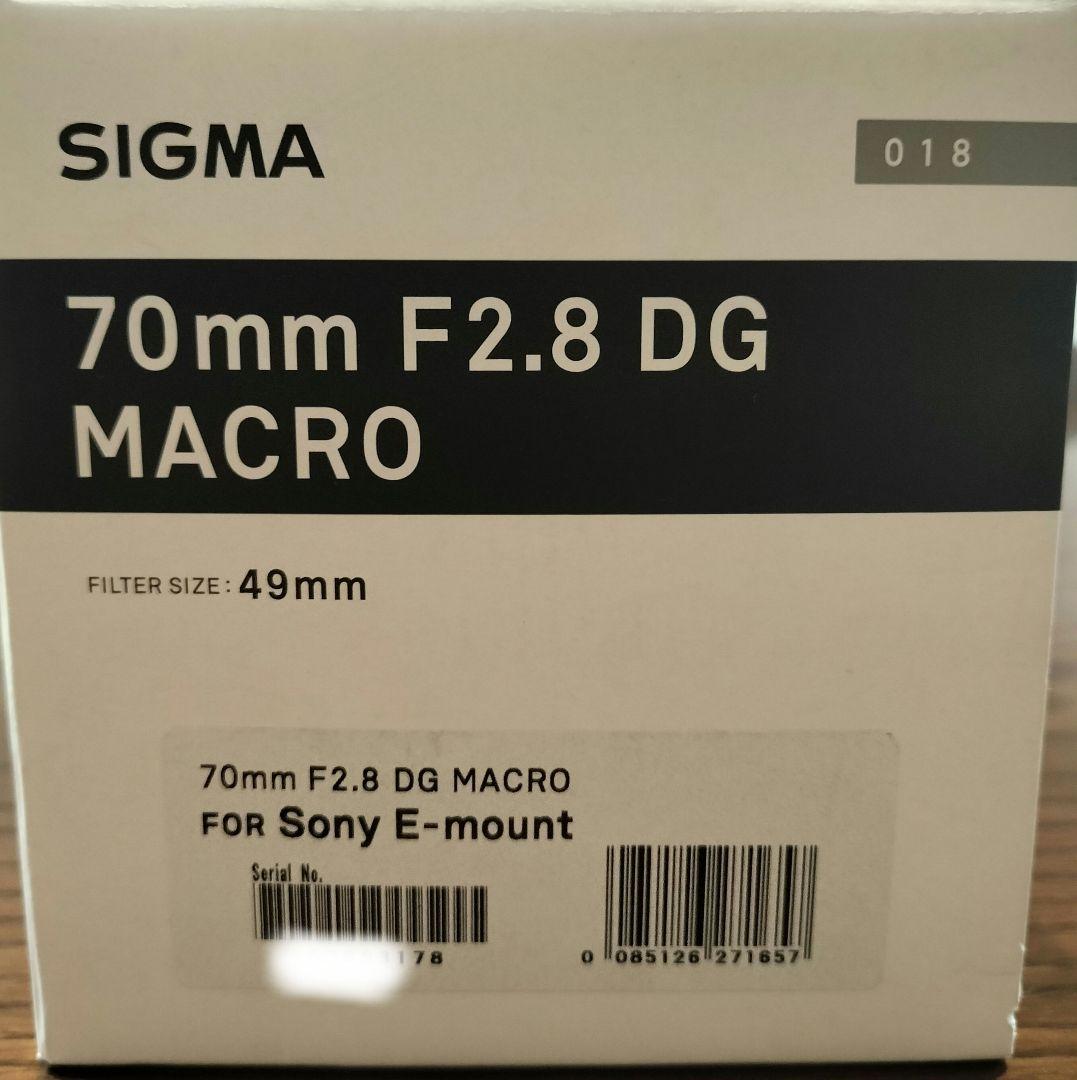 SIGMA
018
70mm F2.8 DG
MACRO
FILTER SIZE: 49mm
70mm F2.8 DG MACRO
FOR Sony E-mount
Serial No.
178
0 085126 271657